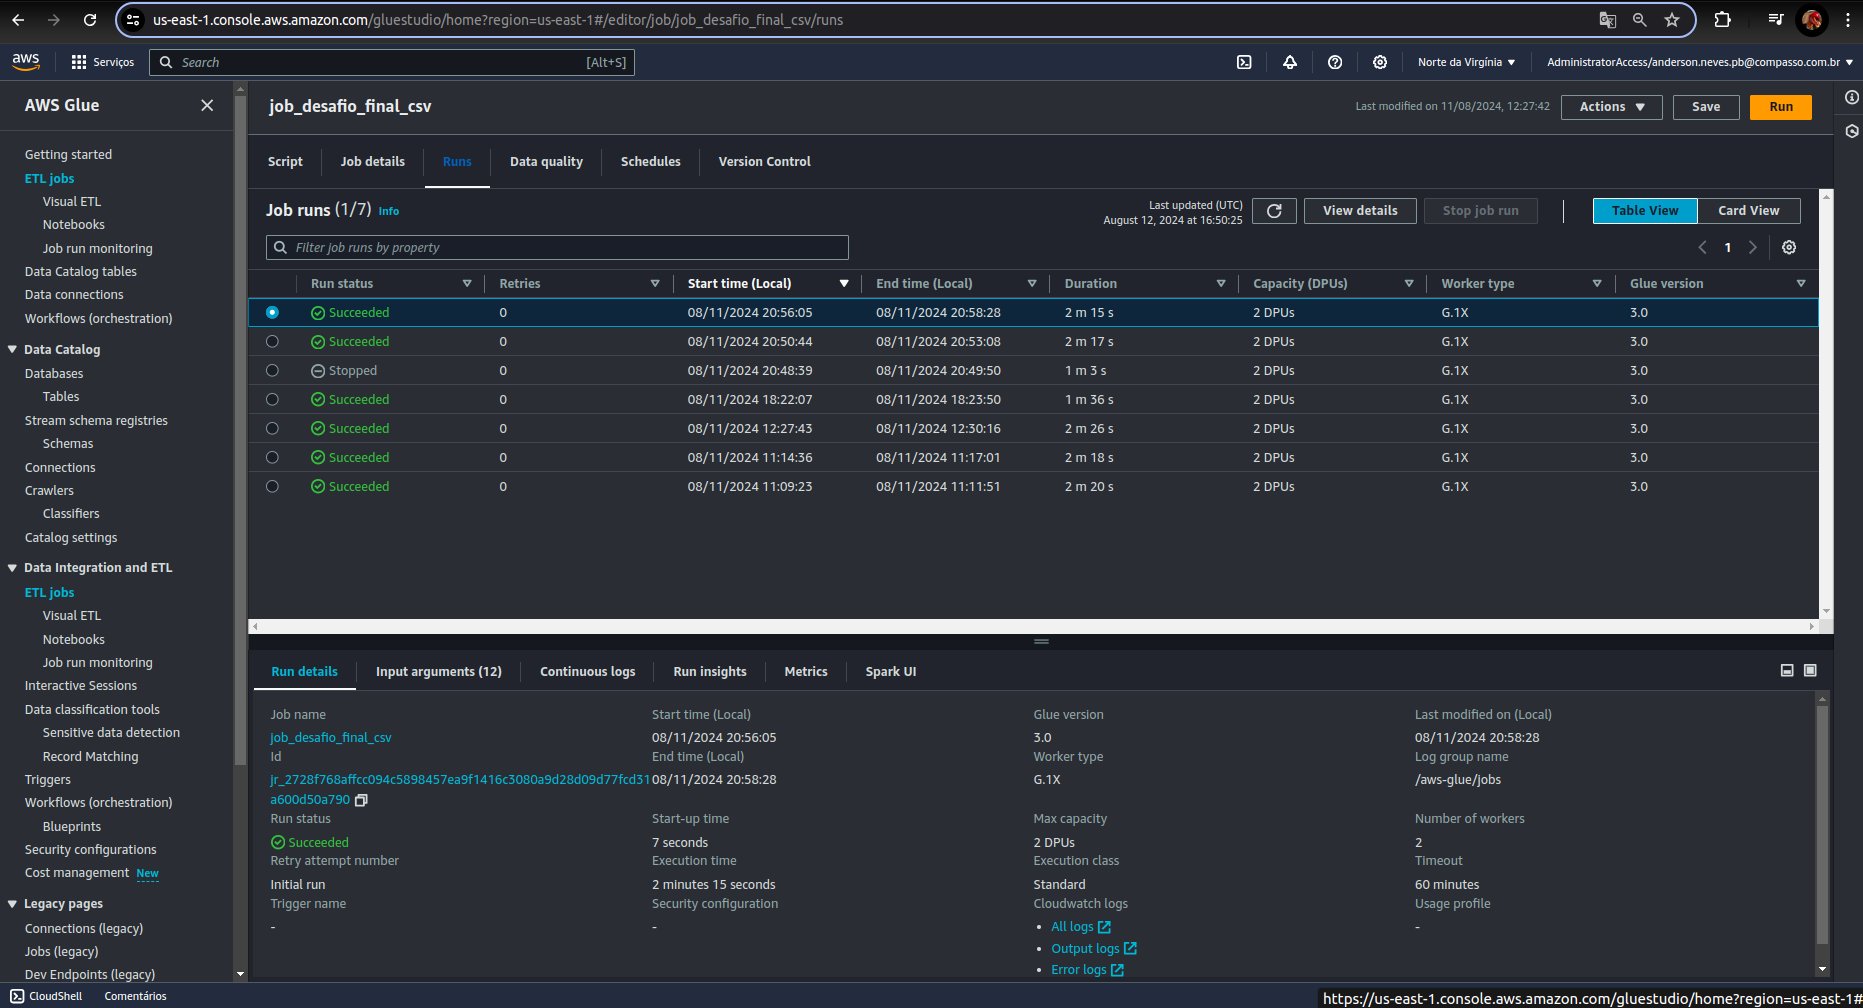 us-east-1.console.aws.amazon.com/gluestudio/home?region=us-east-1#/editor/job/job_desafio_final_csv/runs
aws Serviços Search [Alt+S] Norte da Virgínia AdministratorAccess/anderson.neves.pb@compasso.com.br
AWS Glue
Getting started
ETL jobs
Visual ETL
Notebooks
Job run monitoring
Data Catalog tables
Data connections
Workflows (orchestration)
Data Catalog
Databases
Tables
Stream schema registries
Schemas
Connections
Crawlers
Classifiers
Catalog settings
Data Integration and ETL
ETL jobs
Visual ETL
Notebooks
Job run monitoring
Interactive Sessions
Data classification tools
Sensitive data detection
Record Matching
Triggers
Workflows (orchestration)
Blueprints
Security configurations
Cost management New
Legacy pages
Connections (legacy)
Jobs (legacy)
Dev Endpoints (legacy)
job_desafio_final_csv Last modified on 11/08/2024, 12:27:42 Actions Save Run
Script Job details Runs Data quality Schedules Version Control
Job runs (1/7) Info
Last updated (UTC)
August 12, 2024 at 16:50:25
View details Stop job run Table View Card View
Filter job runs by property
1
Run status Retries Start time (Local) End time (Local) Duration Capacity (DPUs) Worker type Glue version
Succeeded 0 08/11/2024 20:56:05 08/11/2024 20:58:28 2 m 15 s 2 DPUs G.1X 3.0
Succeeded 0 08/11/2024 20:50:44 08/11/2024 20:53:08 2 m 17 s 2 DPUs G.1X 3.0
Stopped 0 08/11/2024 20:48:39 08/11/2024 20:49:50 1 m 3 s 2 DPUs G.1X 3.0
Succeeded 0 08/11/2024 18:22:07 08/11/2024 18:23:50 1 m 36 s 2 DPUs G.1X 3.0
Succeeded 0 08/11/2024 12:27:43 08/11/2024 12:30:16 2 m 26 s 2 DPUs G.1X 3.0
Succeeded 0 08/11/2024 11:14:36 08/11/2024 11:17:01 2 m 18 s 2 DPUs G.1X 3.0
Succeeded 0 08/11/2024 11:09:23 08/11/2024 11:11:51 2 m 20 s 2 DPUs G.1X 3.0
Run details Input arguments (12) Continuous logs Run insights Metrics Spark UI
Job name Start time (Local) Glue version Last modified on (Local)
job_desafio_final_csv 08/11/2024 20:56:05 3.0 08/11/2024 20:58:28
Id End time (Local) Worker type Log group name
jr_2728f768affcc094c5898457ea9f1416c3080a9d28d09d77fcd31 08/11/2024 20:58:28 G.1X /aws-glue/jobs
a600d50a790
Run status Start-up time Max capacity Number of workers
Succeeded 7 seconds 2 DPUs 2
Retry attempt number Execution time Execution class Timeout
Initial run 2 minutes 15 seconds Standard 60 minutes
Trigger name Security configuration Cloudwatch logs Usage profile
- - • All logs -
• Output logs
• Error logs
CloudShell Comentários
https://us-east-1.console.aws.amazon.com/gluestudio/home?region=us-east-1#